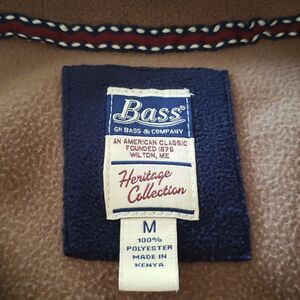 Bass®
GH BASS & COMPANY
AN AMERICAN CLASSIC
FOUNDED 1876
WILTON, ME
Heritage
Collection
M
100%
POLYESTER
MADE IN
KENYA